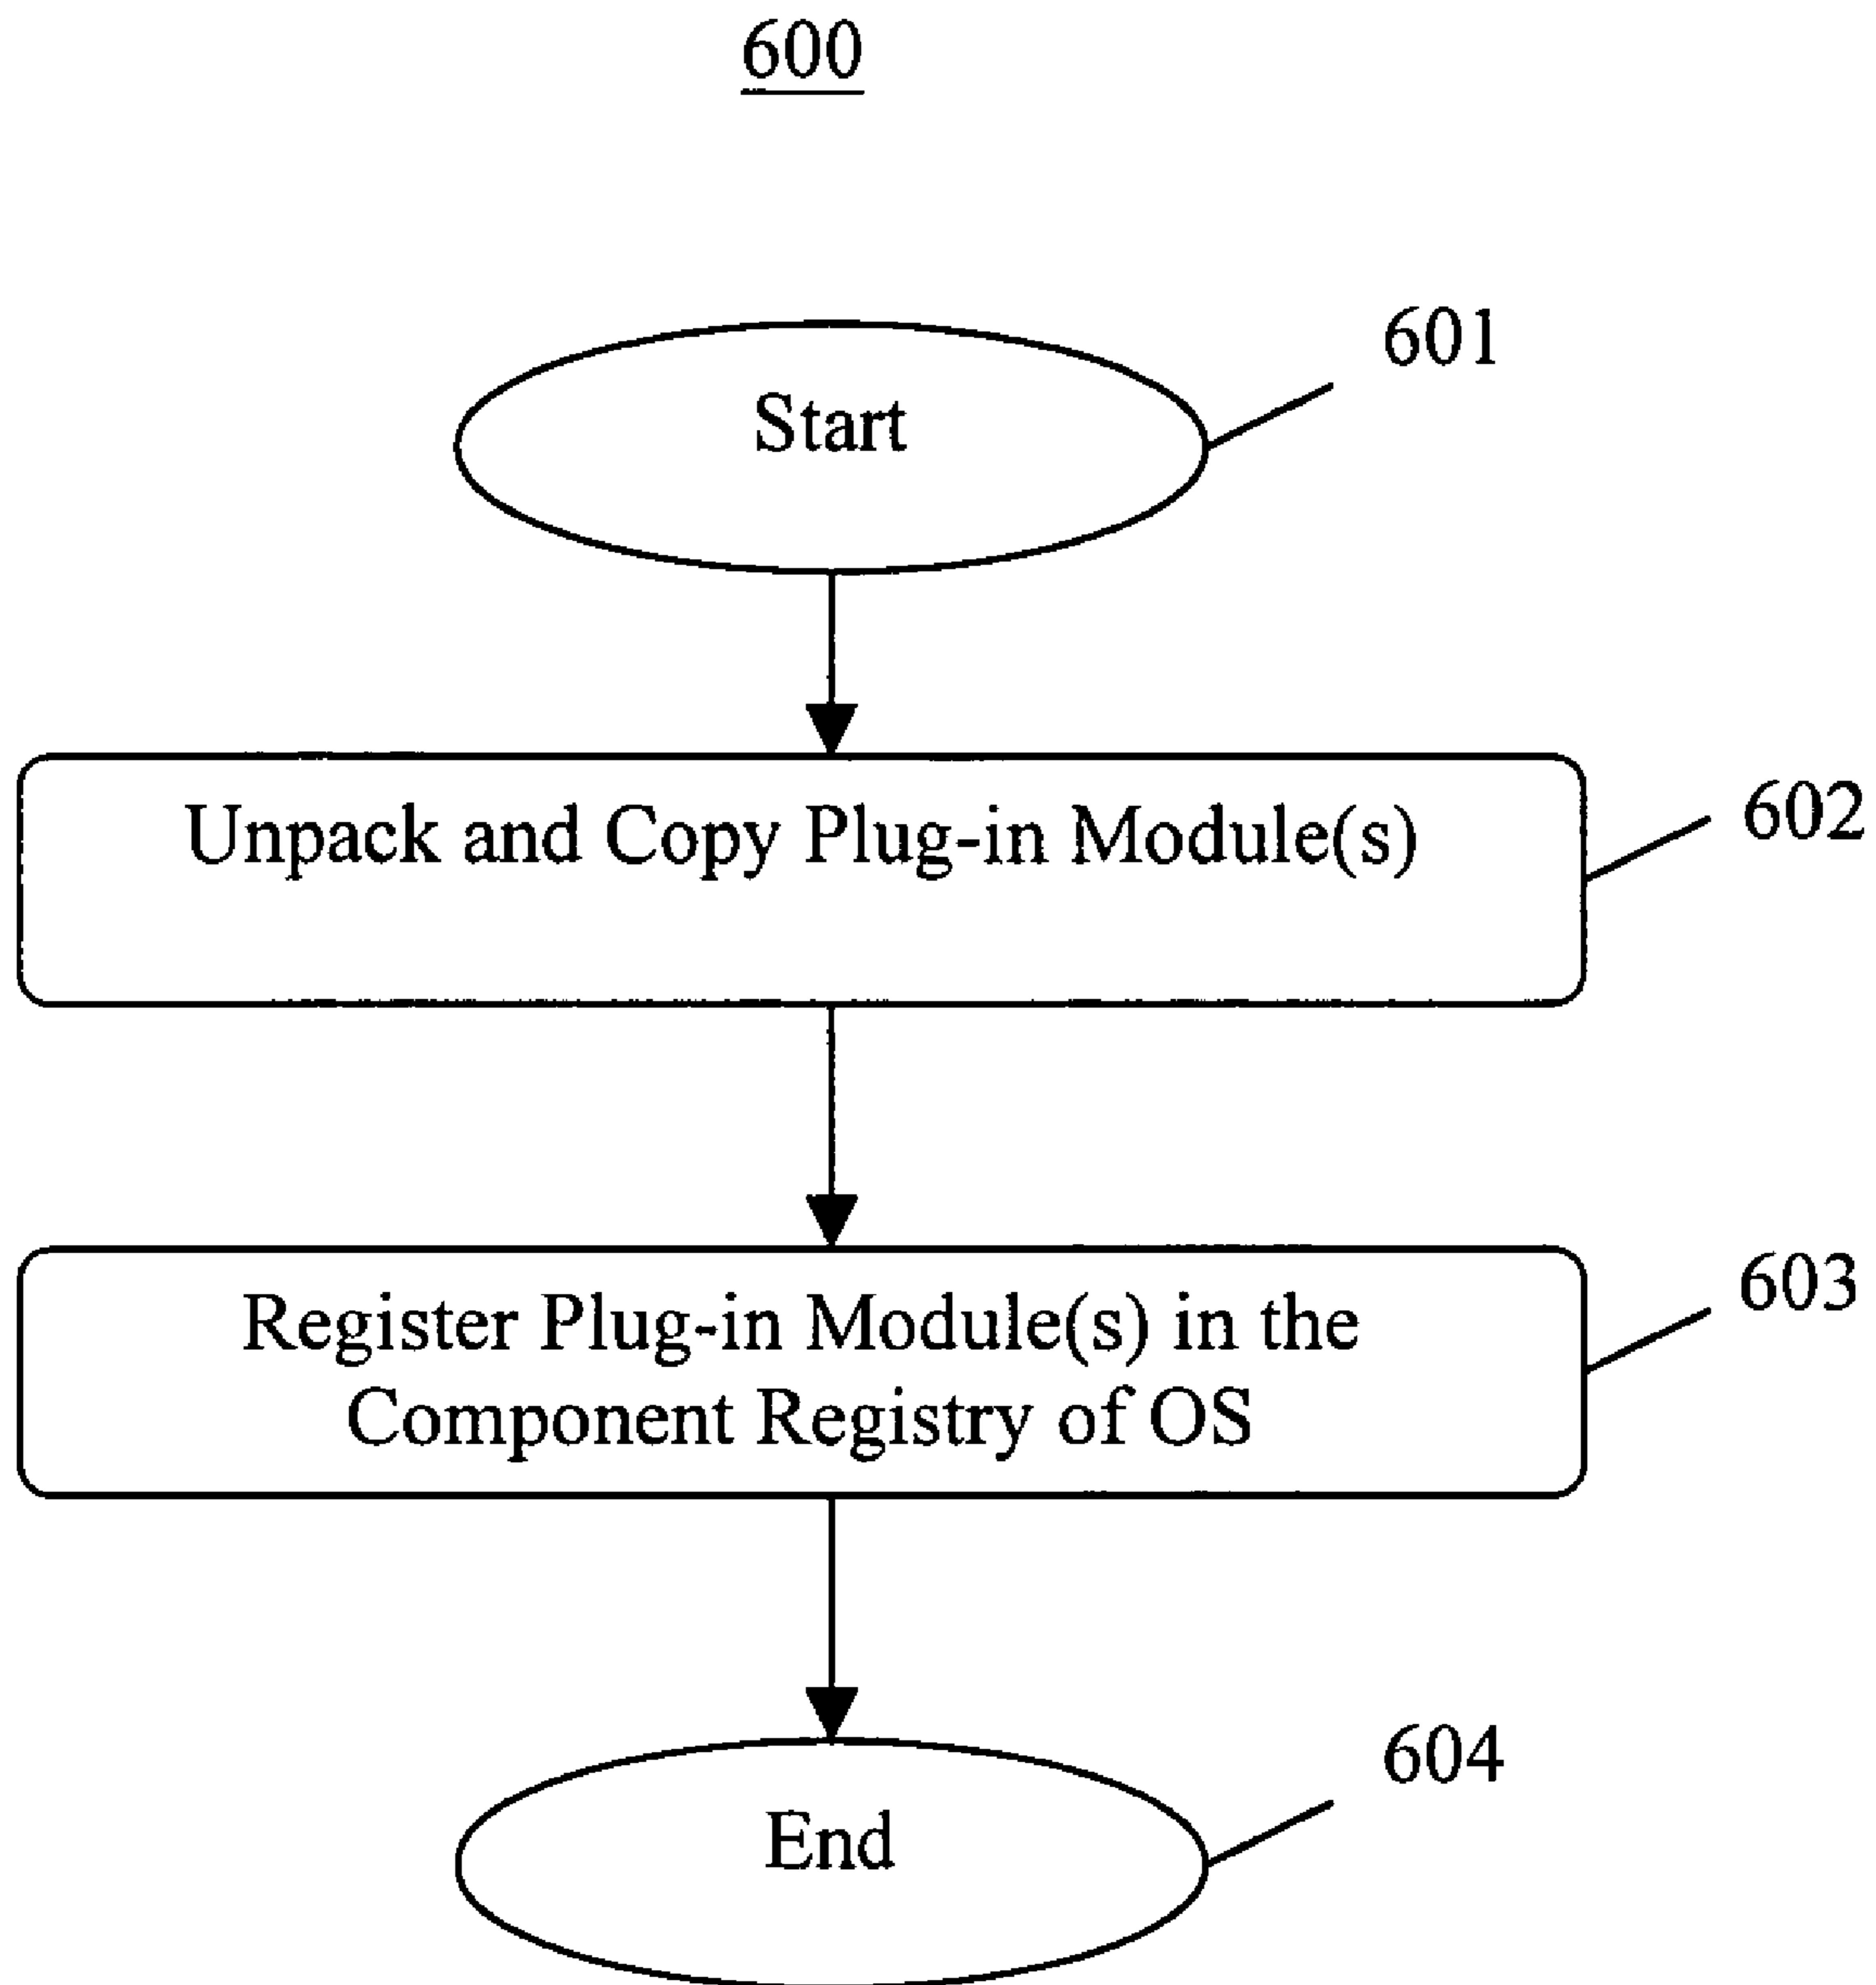 600
601
Start
602
Unpack and Copy Plug-in Module(s)
603
Register Plug-in Module(s) in the
Component Registry of OS
604
End